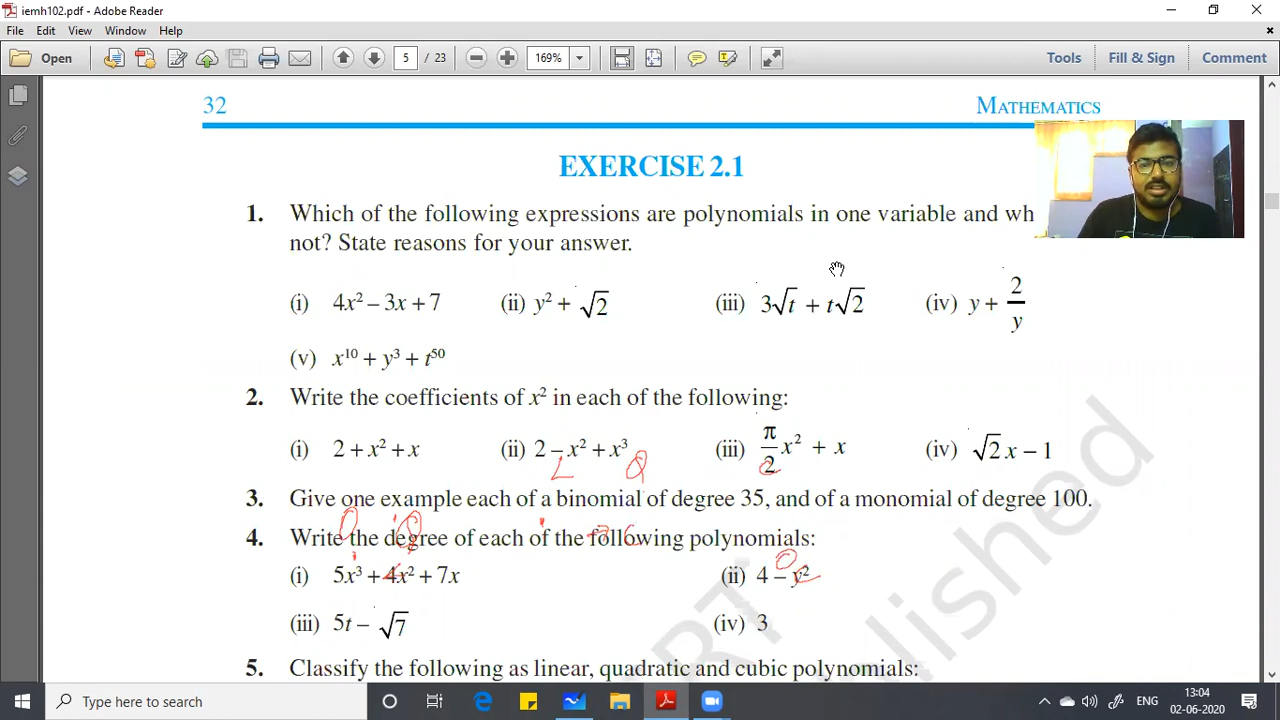 iemh102.pdf - Adobe Reader
File Edit View Window Help
Open 5 / 23 169% Tools Fill & Sign Comment
32 MATHEMATICS
EXERCISE 2.1
1. Which of the following expressions are polynomials in one variable and wh
not? State reasons for your answer.
(i) 4x² – 3x + 7 (ii) y² + √2 (iii) 3√t + t√2 (iv) y + 2/y
(v) x¹⁰ + y³ + t⁵⁰
2. Write the coefficients of x² in each of the following:
(i) 2 + x² + x (ii) 2 – x² + x³ (iii) π/2 x² + x (iv) √2x – 1
3. Give one example each of a binomial of degree 35, and of a monomial of degree 100.
4. Write the degree of each of the following polynomials:
(i) 5x³ + 4x² + 7x (ii) 4 – y²
(iii) 5t – √7 (iv) 3
5. Classify the following as linear, quadratic and cubic polynomials:
Type here to search
ENG
13:04
02-06-2020